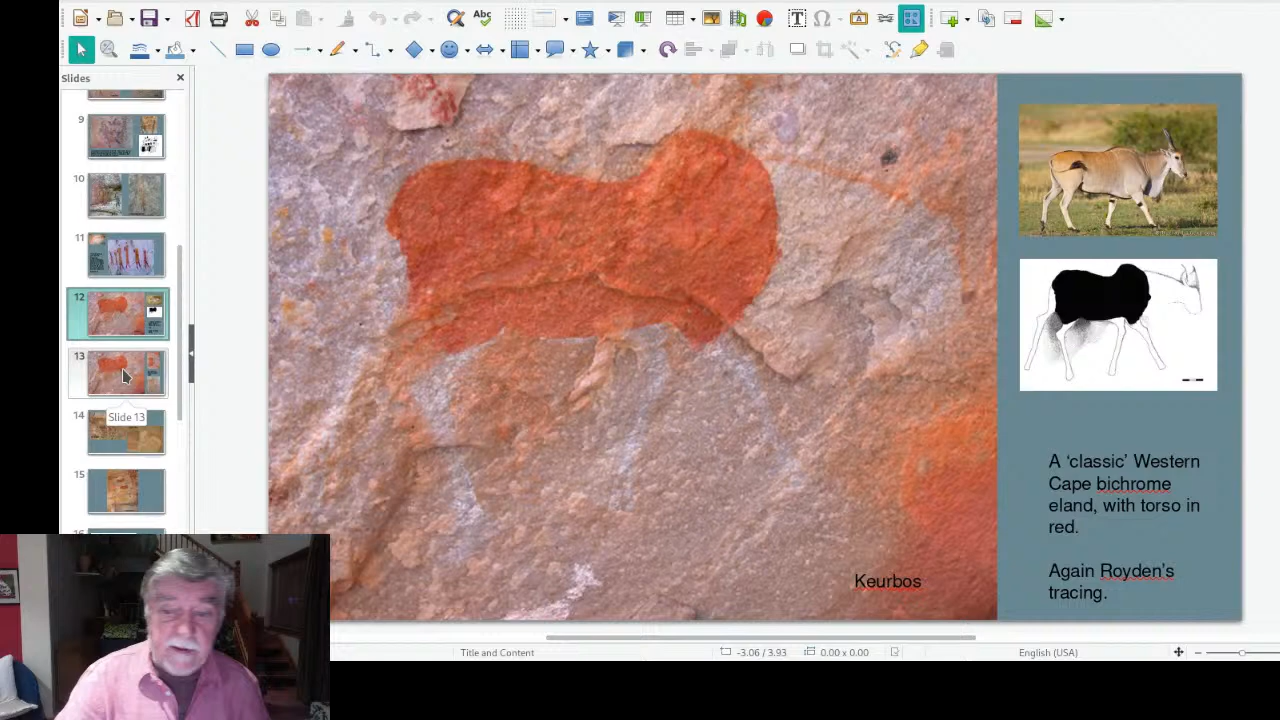 Abc
Slides
9
10
11
12
13
Slide 13
14
15
A ‘classic’ Western
Cape bichrome
eland, with torso in
red.
Again Royden’s
tracing.
Keurbos
Title and Content
-3.06 / 3.93
0.00 x 0.00
English (USA)